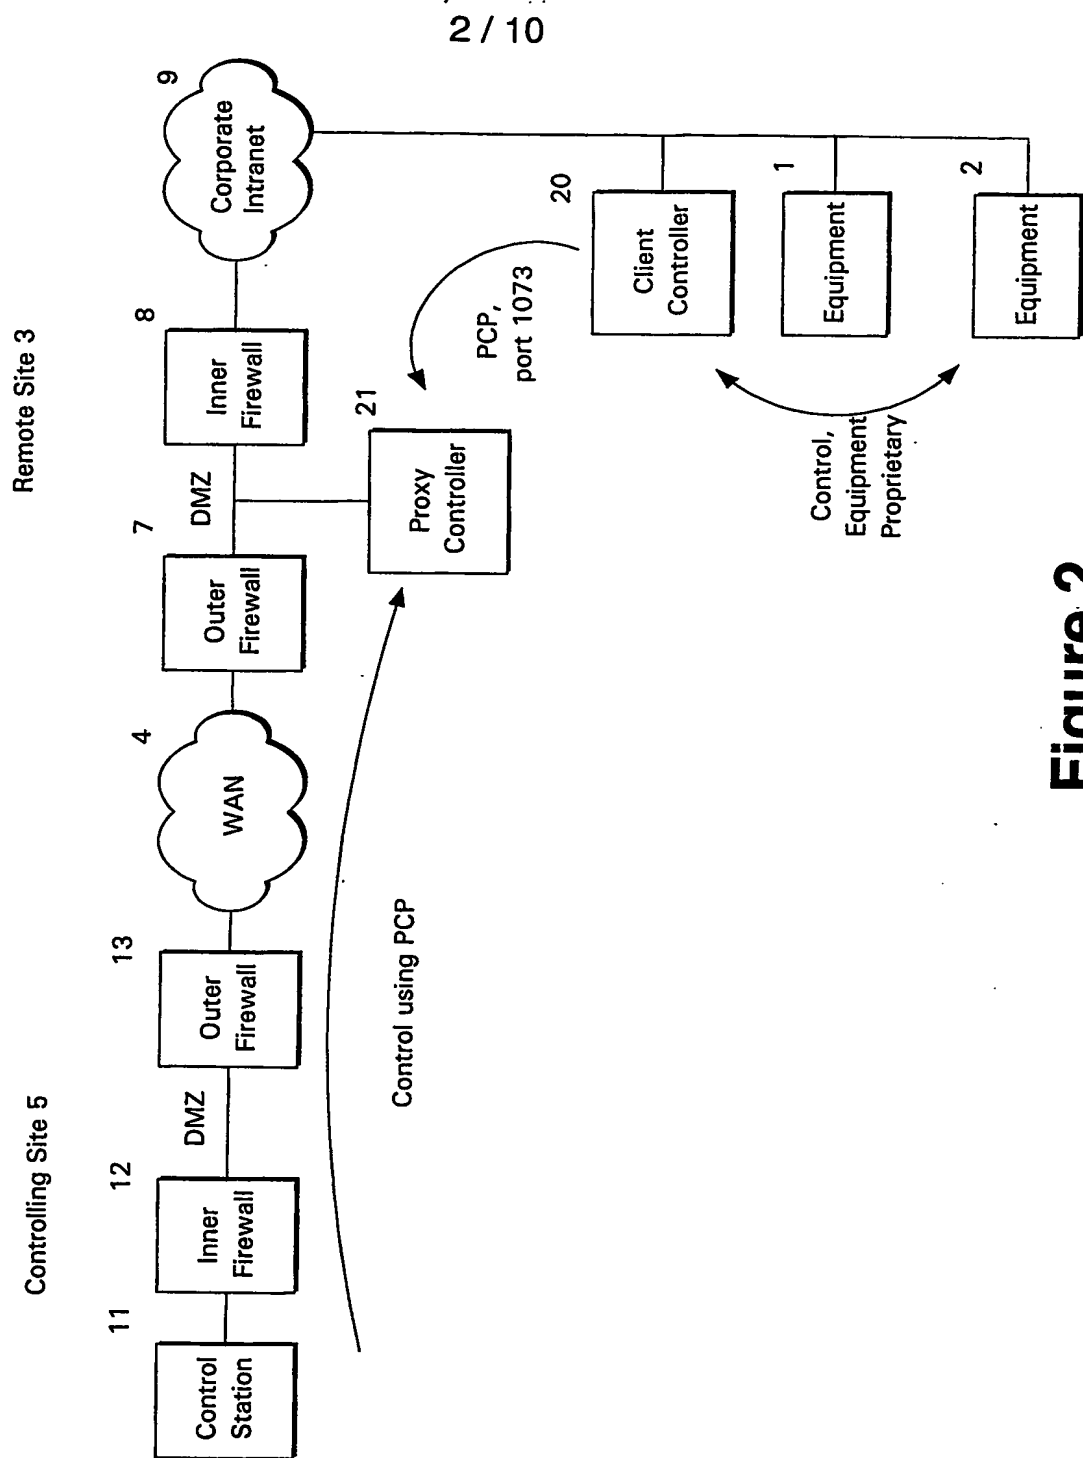 2 / 10
Controlling Site 5
Remote Site 3
11
Control
Station
12
Inner
Firewall
DMZ
13
Outer
Firewall
4
WAN
7
Outer
Firewall
DMZ
8
Inner
Firewall
9
Corporate
Intranet
Control using PCP
21
Proxy
Controller
PCP,
port 1073
20
Client
Controller
1
Equipment
2
Equipment
Control,
Equipment
Proprietary
Figure 2